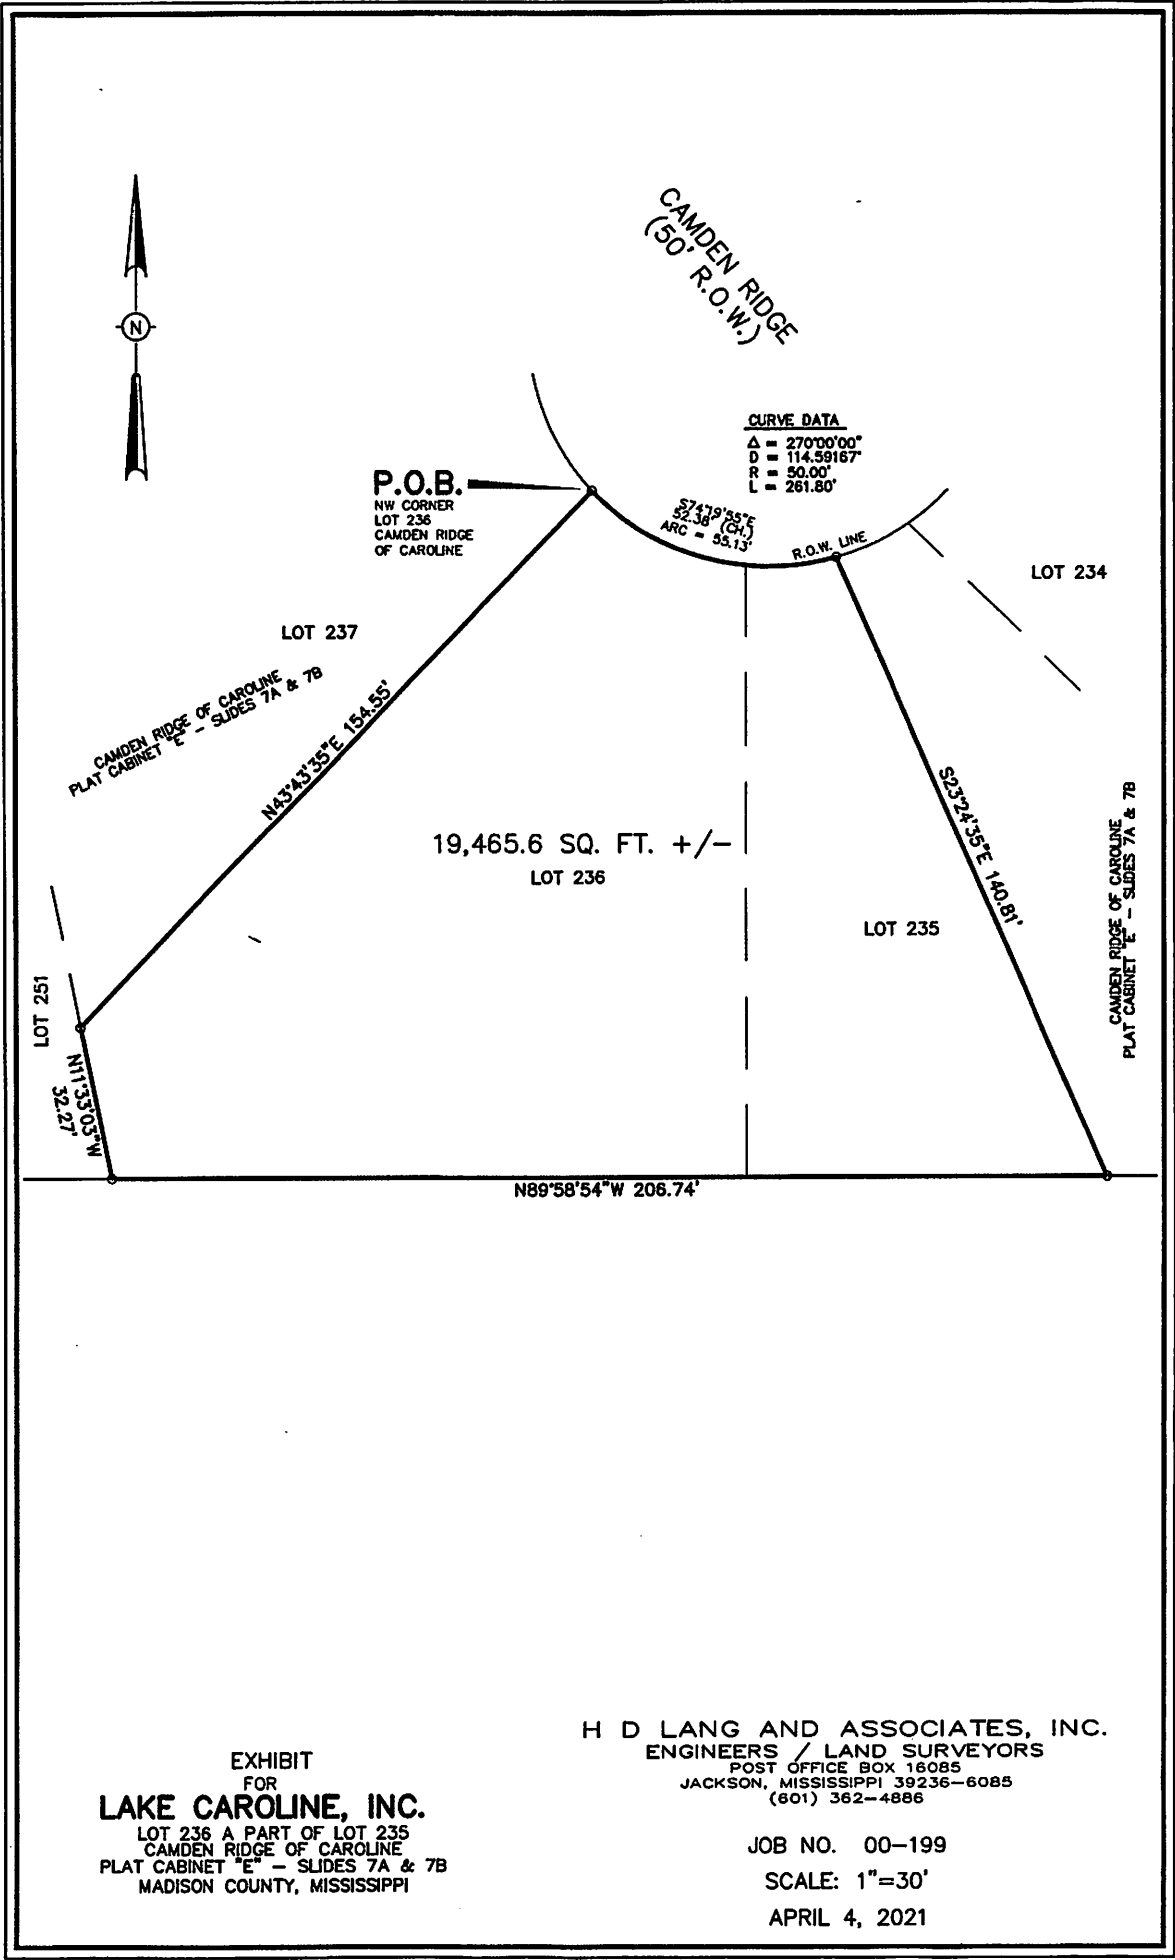 CAMDEN RIDGE
(50' R.O.W.)
N
CURVE DATA
Δ = 270°00'00"
D = 114.59167°
R = 50.00'
L = 261.80'
P.O.B.
NW CORNER
LOT 236
CAMDEN RIDGE
OF CAROLINE
S74°19'55"E
52.38' (CH.)
ARC = 55.13'
R.O.W. LINE
LOT 234
LOT 237
CAMDEN RIDGE OF CAROLINE
PLAT CABINET "E" - SLIDES 7A & 7B
N43°43'35"E 154.55'
S23°24'35"E 140.81'
19,465.6 SQ. FT. +/-
LOT 236
LOT 235
CAMDEN RIDGE OF CAROLINE
PLAT CABINET "E" - SLIDES 7A & 7B
LOT 251
N11°33'03"W
32.27'
N89°58'54"W 206.74'
EXHIBIT
FOR
LAKE CAROLINE, INC.
LOT 236 A PART OF LOT 235
CAMDEN RIDGE OF CAROLINE
PLAT CABINET "E" - SLIDES 7A & 7B
MADISON COUNTY, MISSISSIPPI
H D LANG AND ASSOCIATES, INC.
ENGINEERS / LAND SURVEYORS
POST OFFICE BOX 16085
JACKSON, MISSISSIPPI 39236-6085
(601) 362-4886
JOB NO. 00-199
SCALE: 1"=30'
APRIL 4, 2021